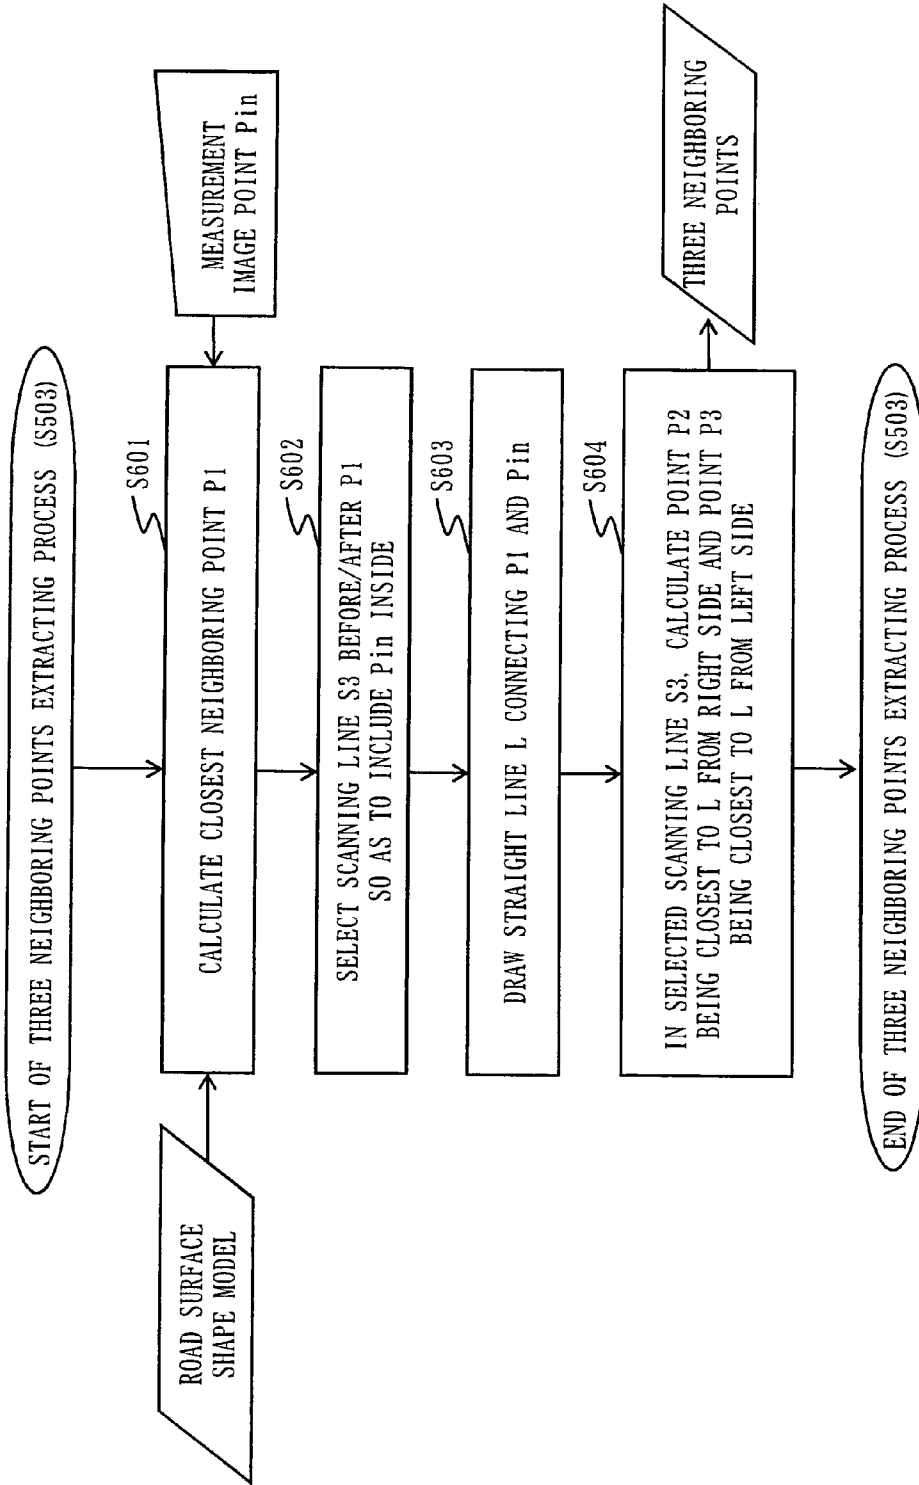 START OF THREE NEIGHBORING POINTS EXTRACTING PROCESS (S503)
ROAD SURFACE
SHAPE MODEL
S601
CALCULATE CLOSEST NEIGHBORING POINT P1
MEASUREMENT
IMAGE POINT Pin
S602
SELECT SCANNING LINE S3 BEFORE/AFTER P1
SO AS TO INCLUDE Pin INSIDE
S603
DRAW STRAIGHT LINE L CONNECTING P1 AND Pin
S604
IN SELECTED SCANNING LINE S3, CALCULATE POINT P2
BEING CLOSEST TO L FROM RIGHT SIDE AND POINT P3
BEING CLOSEST TO L FROM LEFT SIDE
THREE NEIGHBORING
POINTS
END OF THREE NEIGHBORING POINTS EXTRACTING PROCESS (S503)